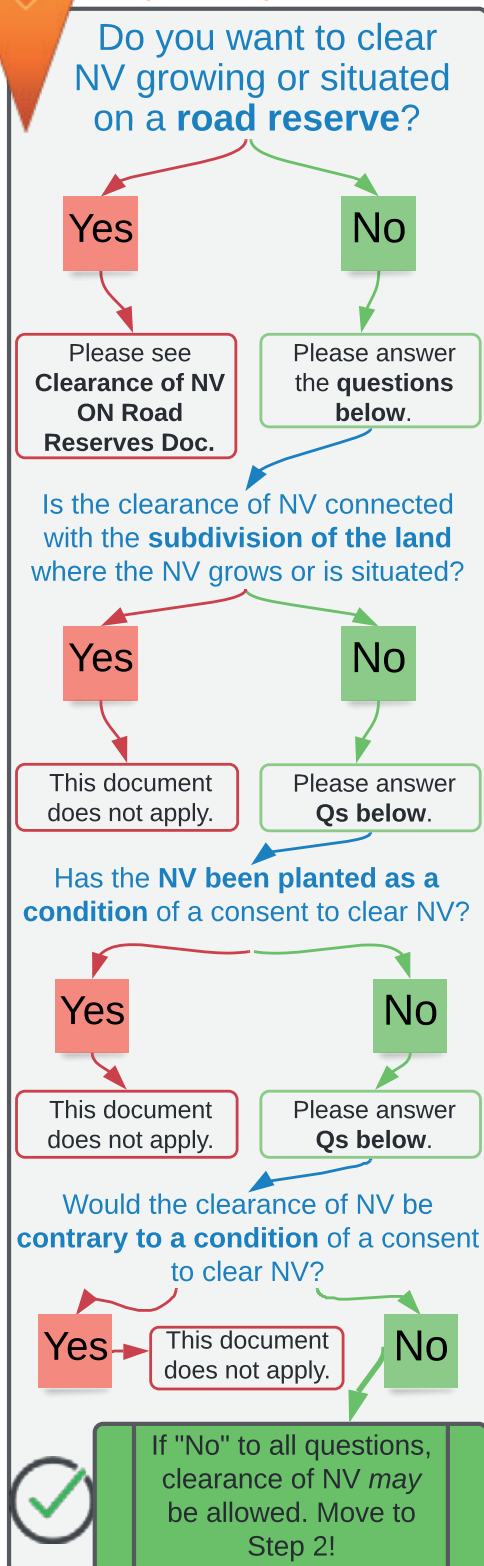 Do you want to clear
NV growing or situated
on a road reserve?
Yes
No
Please see
Clearance of NV
ON Road
Reserves Doc.
Please answer
the questions
below.
Is the clearance of NV connected
with the subdivision of the land
where the NV grows or is situated?
Yes
No
This document
does not apply.
Please answer
Qs below.
Has the NV been planted as a
condition of a consent to clear NV?
Yes
No
This document
does not apply.
Please answer
Qs below.
Would the clearance of NV be
contrary to a condition of a consent
to clear NV?
Yes
This document
does not apply.
No
If "No" to all questions,
clearance of NV may
be allowed. Move to
Step 2!